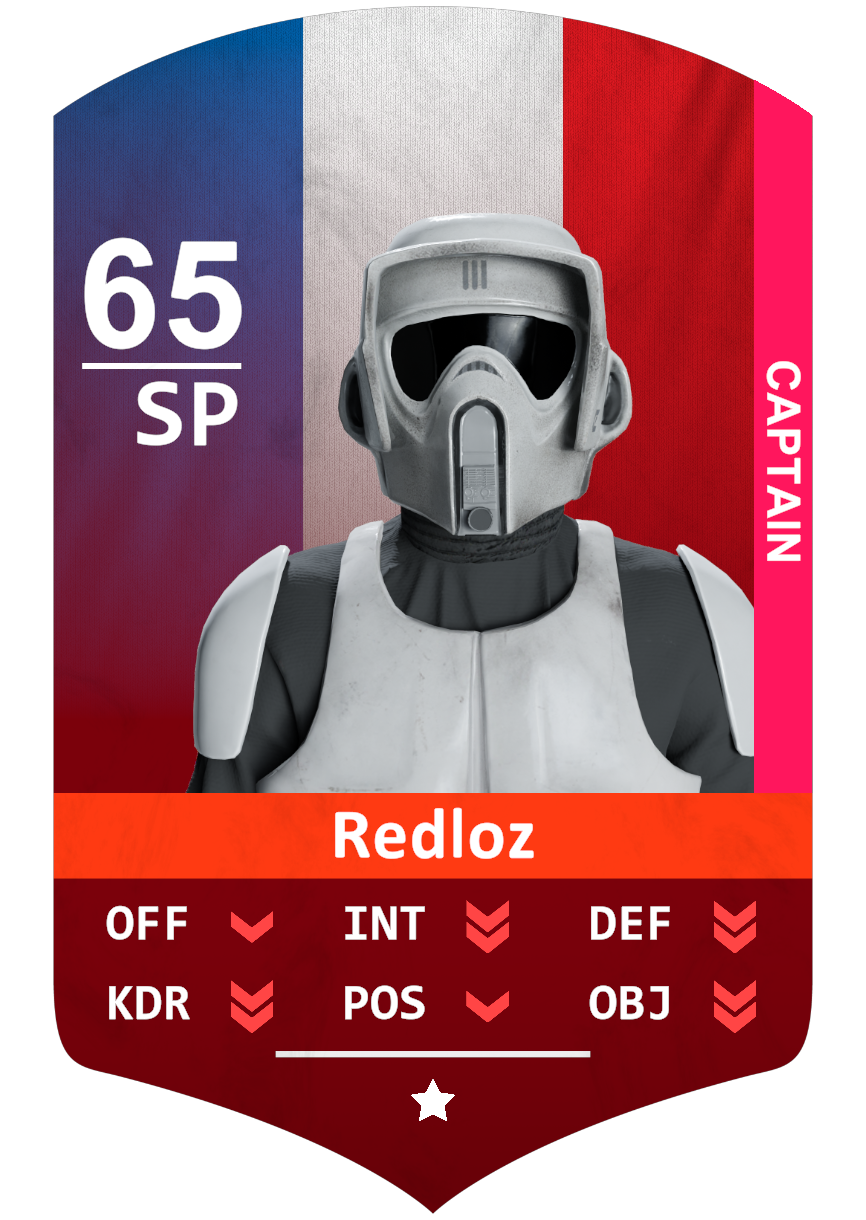 65
SP
CAPTAIN
Redloz
OFF INT DEF
KDR POS OBJ